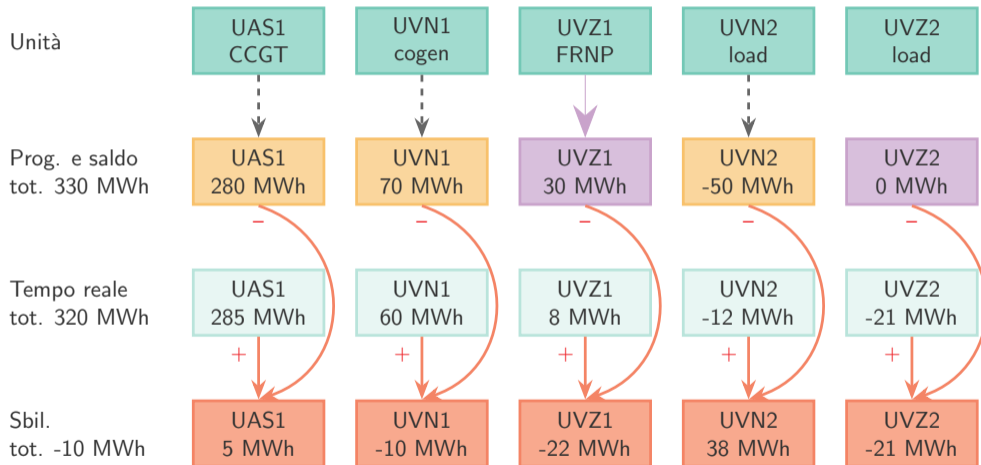 Unità
UAS1
CCGT
UVN1
cogen
UVZ1
FRNP
UVN2
load
UVZ2
load
Prog. e saldo
tot. 330 MWh
UAS1
280 MWh
UVN1
70 MWh
UVZ1
30 MWh
UVN2
-50 MWh
UVZ2
0 MWh
−
−
−
−
−
Tempo reale
tot. 320 MWh
UAS1
285 MWh
UVN1
60 MWh
UVZ1
8 MWh
UVN2
-12 MWh
UVZ2
-21 MWh
+
+
+
+
+
Sbil.
tot. -10 MWh
UAS1
5 MWh
UVN1
-10 MWh
UVZ1
-22 MWh
UVN2
38 MWh
UVZ2
-21 MWh